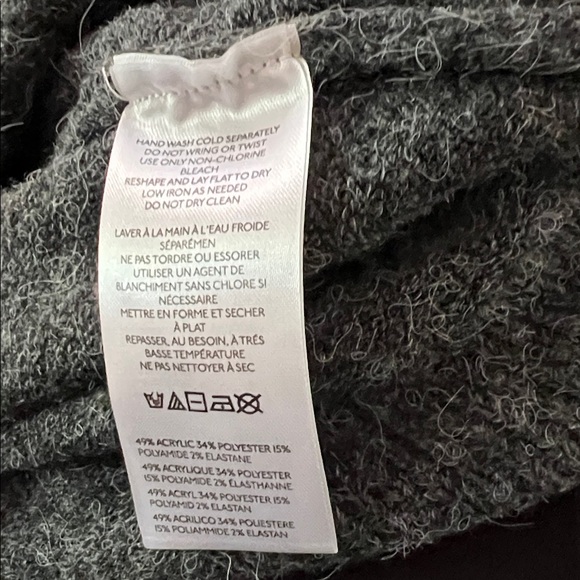 HAND WASH COLD SEPARATELY
DO NOT WRING OR TWIST
USE ONLY NON-CHLORINE
BLEACH
RESHAPE AND LAY FLAT TO DRY
LOW IRON AS NEEDED
DO NOT DRY CLEAN
LAVER À LA MAIN À L'EAU FROIDE
SÉPARÉMEN
NE PAS TORDRE OU ESSORER
UTILISER UN AGENT DE
BLANCHIMENT SANS CHLORE SI
NÉCESSAIRE
METTRE EN FORME ET SECHER
À PLAT
REPASSER, AU BESOIN, À TRÉS
BASSE TEMPÉRATURE
NE PAS NETTOYER À SEC
49% ACRYLIC 34% POLYESTER 15%
POLYAMIDE 2% ELASTANE
49% ACRYLIQUE 34% POLYESTER
15% POLYAMIDE 2% ÉLASTHANNE
49% ACRYL 34% POLYESTER 15%
POLYAMID 2% ELASTAN
49% ACRILICO 34% POLIESTERE
15% POLIAMMIDE 2% ELASTAN